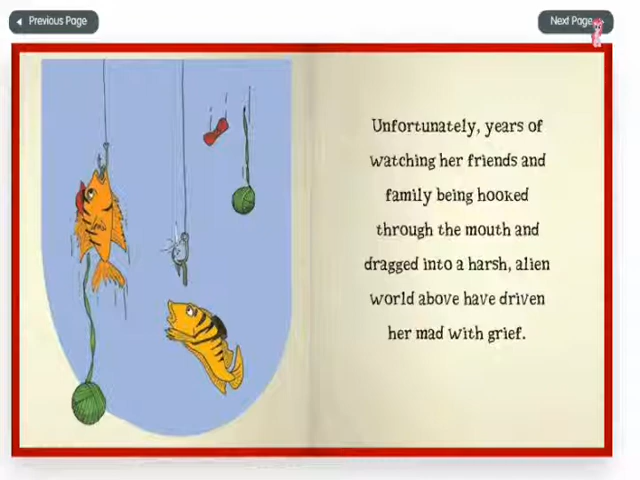 Previous Page
Next Page
Unfortunately, years of
watching her friends and
family being hooked
through the mouth and
dragged into a harsh, alien
world above have driven
her mad with grief.